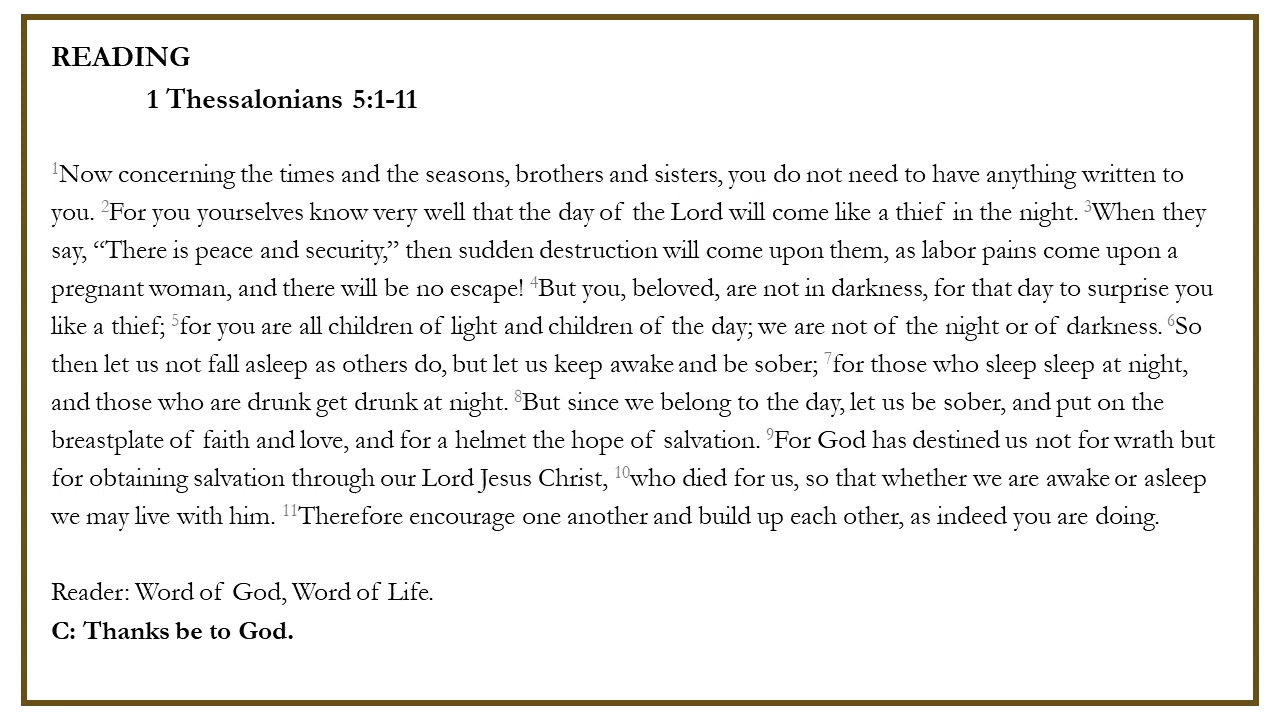 READING
1 Thessalonians 5:1-11
¹Now concerning the times and the seasons, brothers and sisters, you do not need to have anything written to
you. ²For you yourselves know very well that the day of the Lord will come like a thief in the night. ³When they
say, “There is peace and security,” then sudden destruction will come upon them, as labor pains come upon a
pregnant woman, and there will be no escape! ⁴But you, beloved, are not in darkness, for that day to surprise you
like a thief; ⁵for you are all children of light and children of the day; we are not of the night or of darkness. ⁶So
then let us not fall asleep as others do, but let us keep awake and be sober; ⁷for those who sleep sleep at night,
and those who are drunk get drunk at night. ⁸But since we belong to the day, let us be sober, and put on the
breastplate of faith and love, and for a helmet the hope of salvation. ⁹For God has destined us not for wrath but
for obtaining salvation through our Lord Jesus Christ, ¹⁰who died for us, so that whether we are awake or asleep
we may live with him. ¹¹Therefore encourage one another and build up each other, as indeed you are doing.
Reader: Word of God, Word of Life.
C: Thanks be to God.